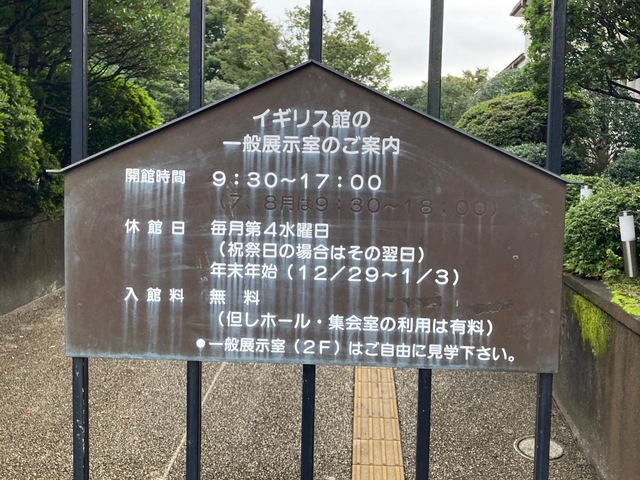 イギリス館の
一般展示室のご案内
開館時間 9：30～17：00
（7、8月は9：30～18：00）
休館日 毎月第4水曜日
（祝祭日の場合はその翌日）
年末年始（12／29～1／3）
入館料 無料
（但しホール・集会室の利用は有料）
●一般展示室（2F）はご自由に見学下さい。